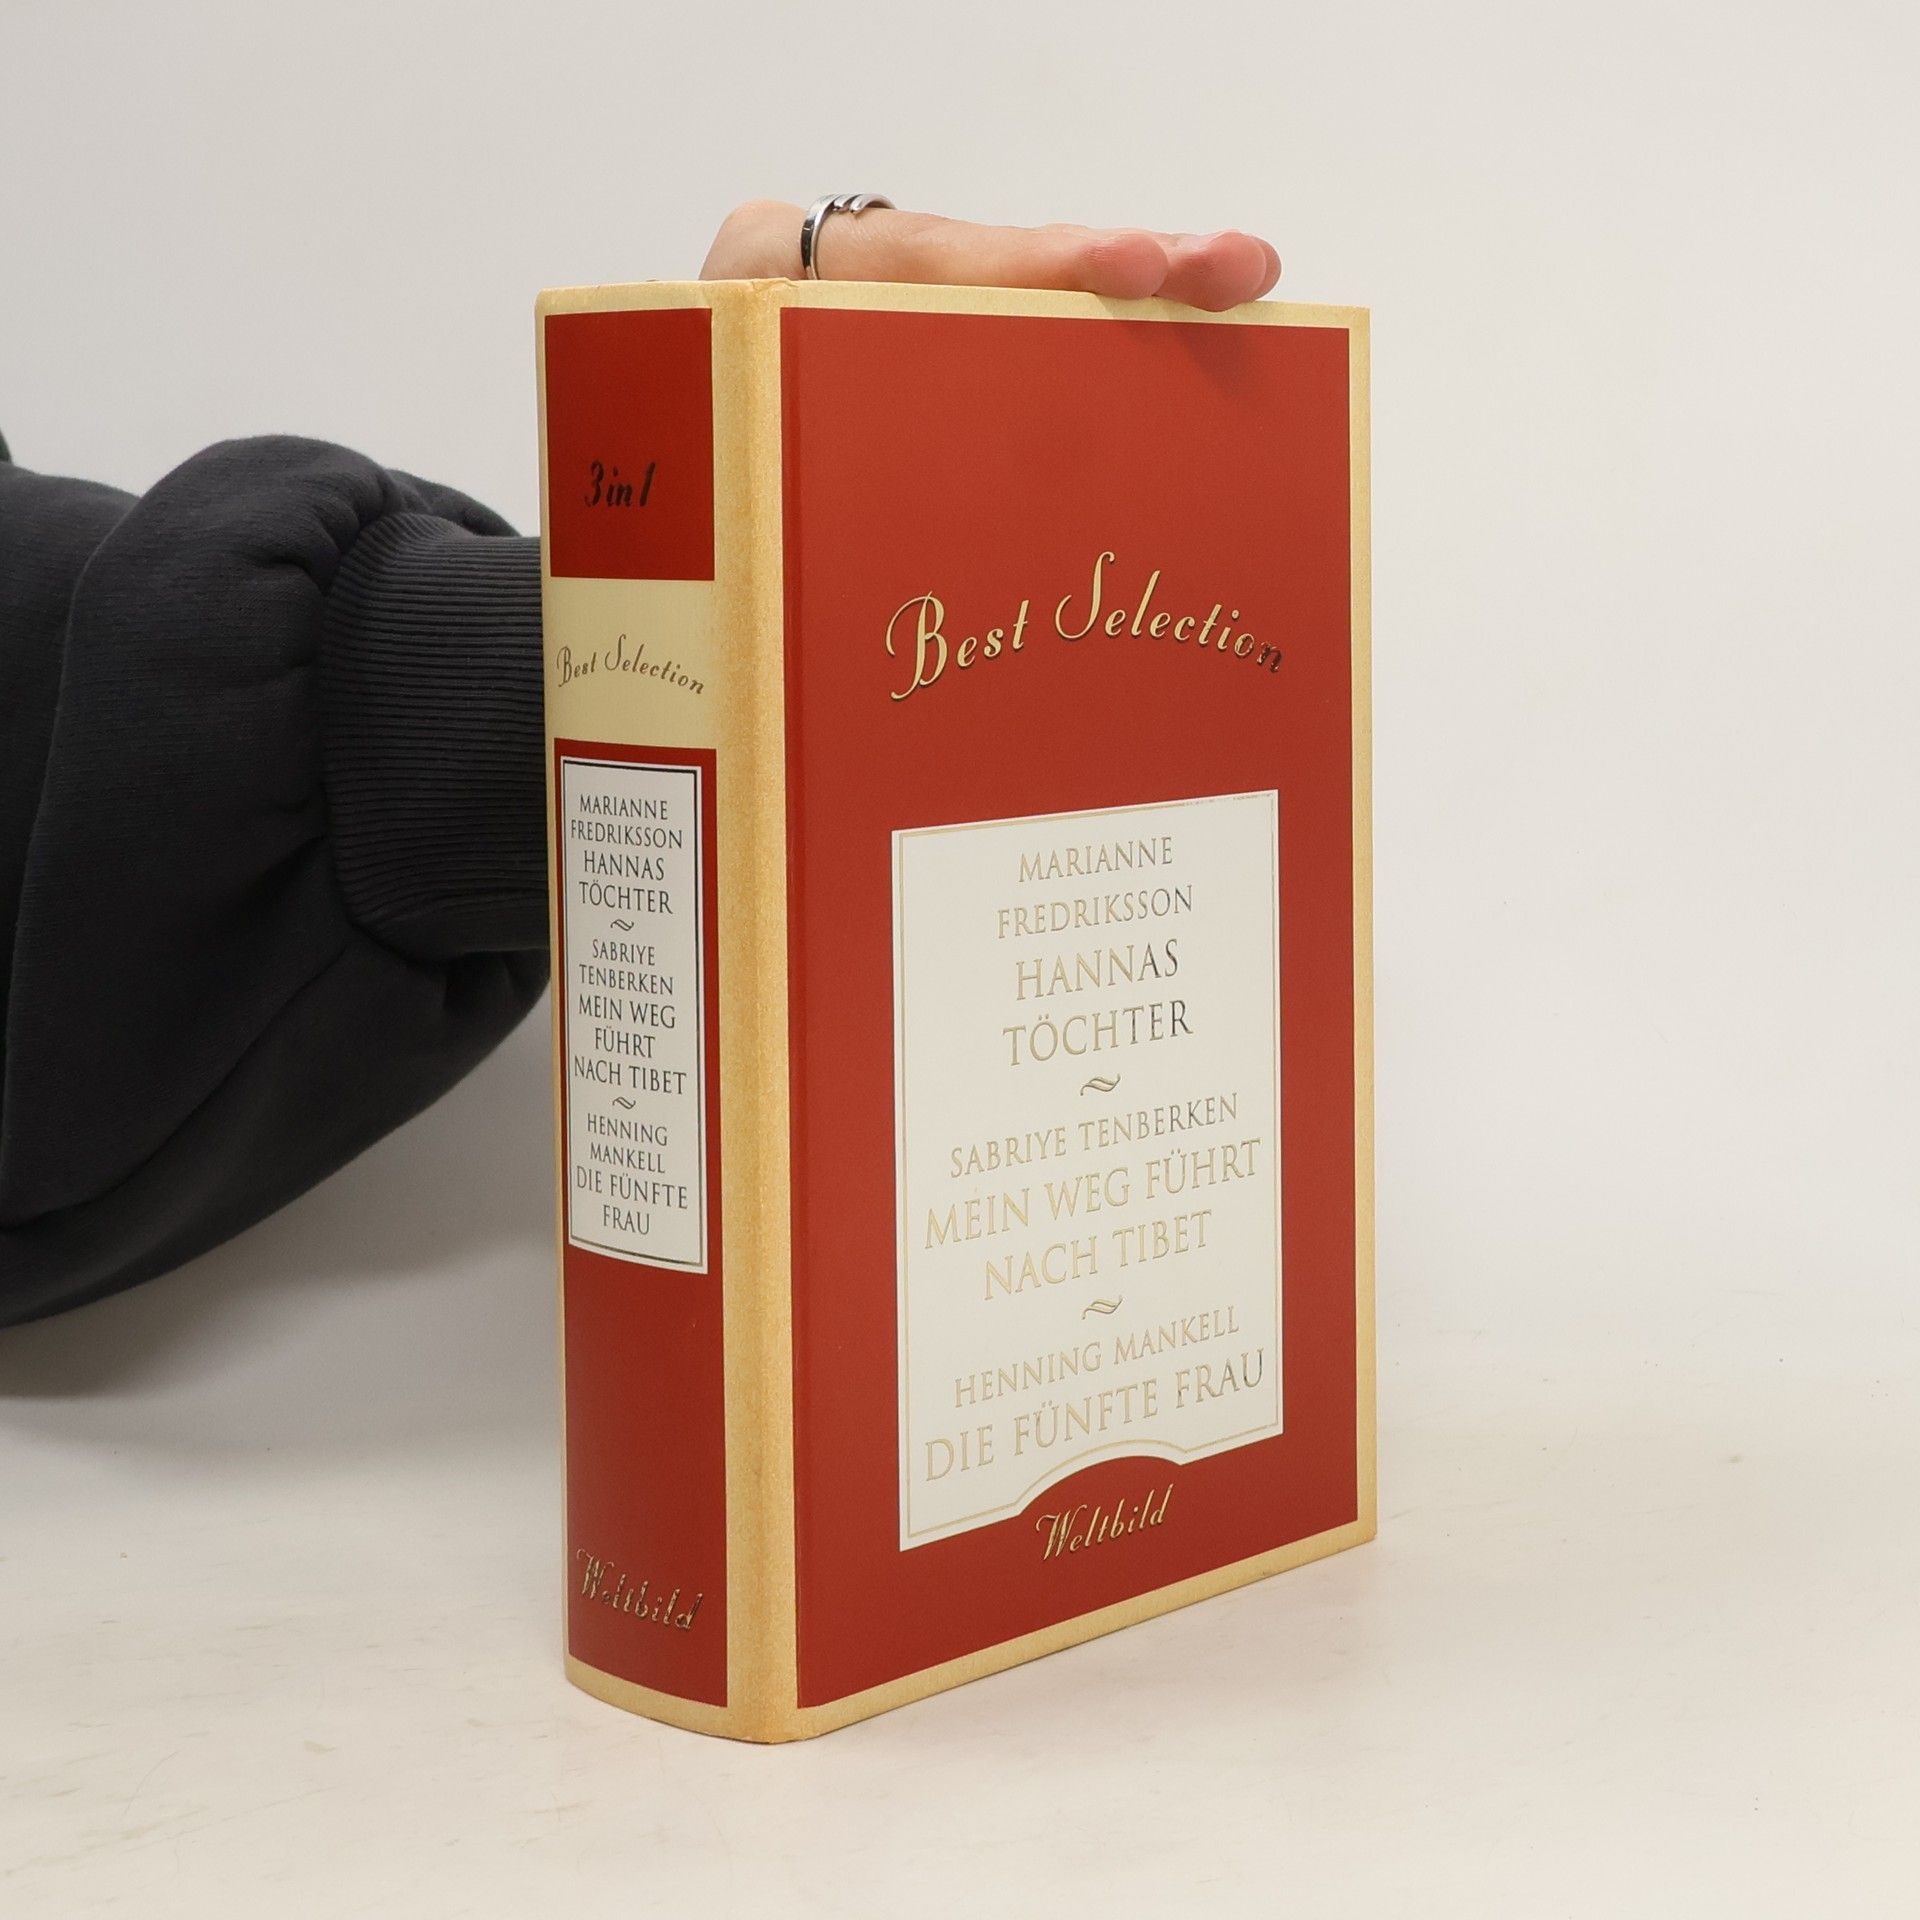 3in1
Best Selection
MARIANNE
FREDRIKSSON
HANNAS
TÖCHTER
~
SABRIYE
TENBERKEN
MEIN WEG
FÜHRT
NACH TIBET
~
HENNING
MANKELL
DIE FÜNFTE
FRAU
Weltbild
Best Selection
MARIANNE
FREDRIKSSON
HANNAS
TÖCHTER
~
SABRIYE TENBERKEN
MEIN WEG FÜHRT
NACH TIBET
~
HENNING MANKELL
DIE FÜNFTE FRAU
Weltbild